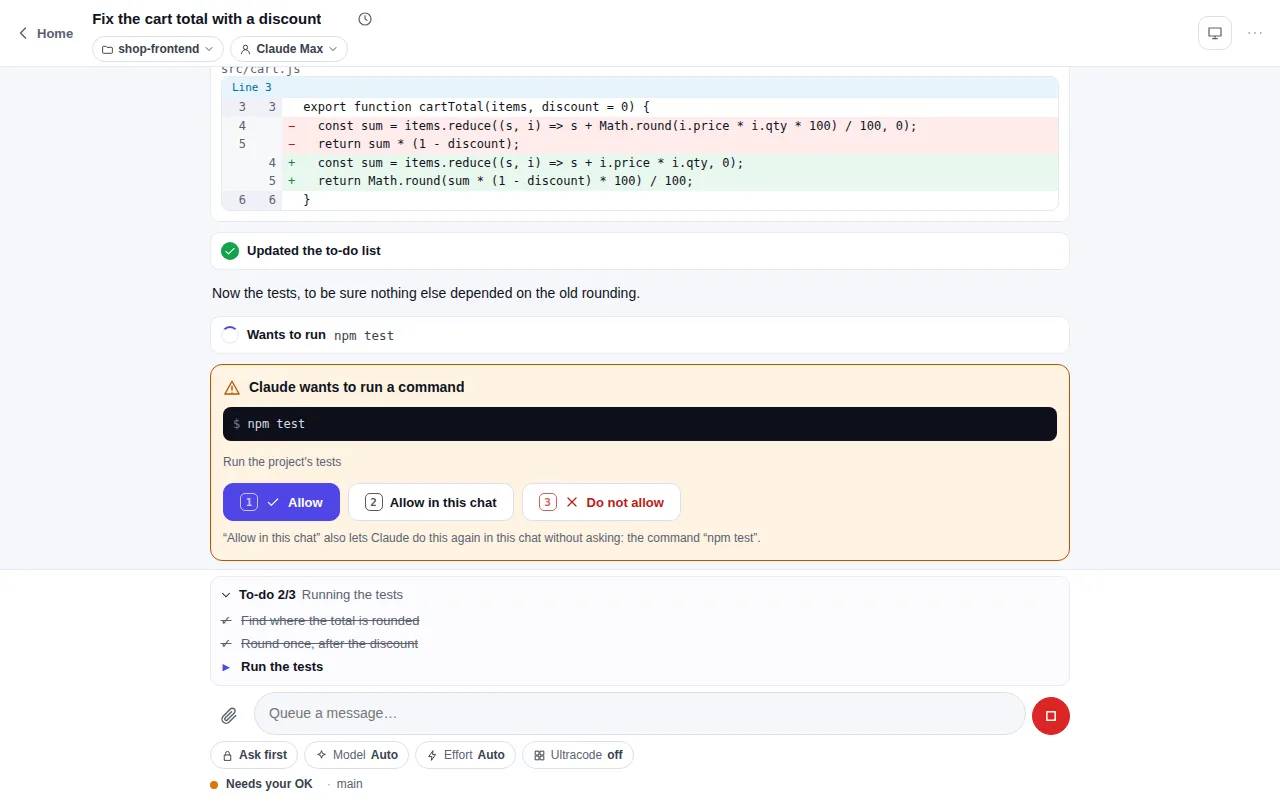 Home
Fix the cart total with a discount
shop-frontend
Claude Max
···
src/cart.js
Line 3
3 3 export function cartTotal(items, discount = 0) {
4 − const sum = items.reduce((s, i) => s + Math.round(i.price * i.qty * 100) / 100, 0);
5 − return sum * (1 - discount);
4 + const sum = items.reduce((s, i) => s + i.price * i.qty, 0);
5 + return Math.round(sum * (1 - discount) * 100) / 100;
6 6 }
Updated the to-do list
Now the tests, to be sure nothing else depended on the old rounding.
Wants to run npm test
Claude wants to run a command
$ npm test
Run the project's tests
1 Allow
2 Allow in this chat
3 Do not allow
“Allow in this chat” also lets Claude do this again in this chat without asking: the command “npm test”.
To-do 2/3 Running the tests
Find where the total is rounded
Round once, after the discount
Run the tests
Queue a message…
Ask first
Model Auto
Effort Auto
Ultracode off
Needs your OK · main